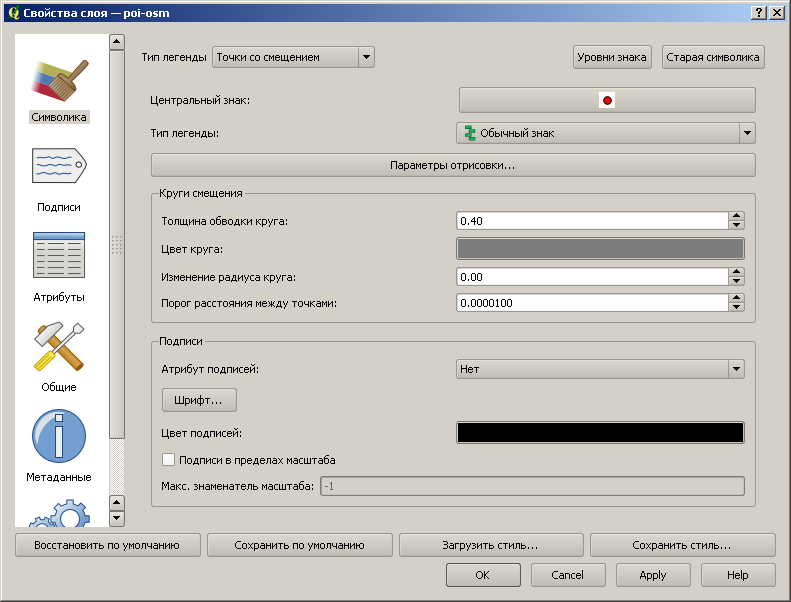 Свойства слоя — poi-osm
Тип легенды Точки со смещением Уровни знака Старая символика
Символика
Подписи
Атрибуты
Общие
Метаданные
Центральный знак:
Тип легенды: Обычный знак
Параметры отрисовки...
Круги смещения
Толщина обводки круга: 0.40
Цвет круга:
Изменение радиуса круга: 0.00
Порог расстояния между точками: 0.0000100
Подписи
Атрибут подписей: Нет
Шрифт...
Цвет подписей:
Подписи в пределах масштаба
Макс. знаменатель масштаба: -1
Восстановить по умолчанию Сохранить по умолчанию Загрузить стиль... Сохранить стиль...
OK Cancel Apply Help